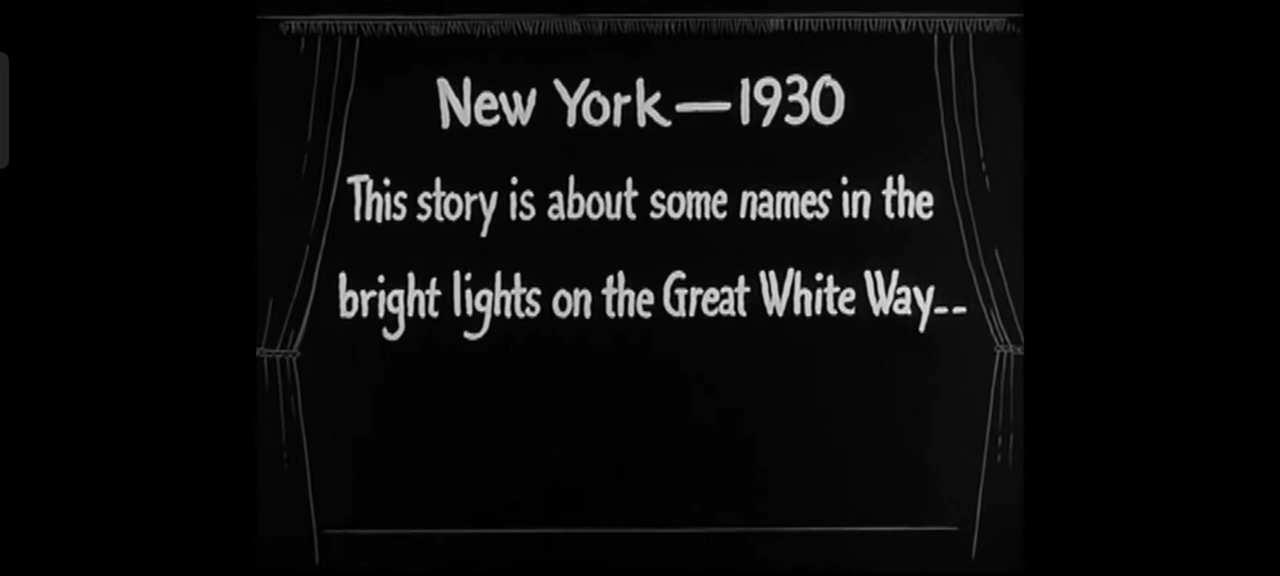 New York—1930
This story is about some names in the
bright lights on the Great White Way--